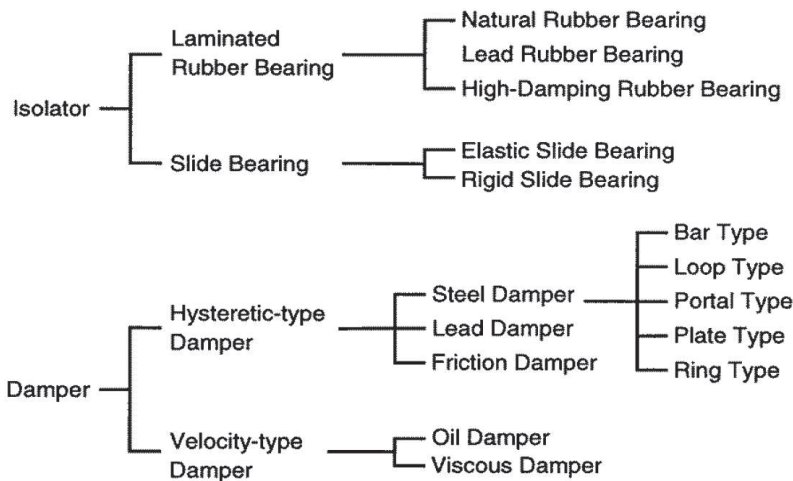 Isolator
Laminated
Rubber Bearing
Natural Rubber Bearing
Lead Rubber Bearing
High-Damping Rubber Bearing
Slide Bearing
Elastic Slide Bearing
Rigid Slide Bearing
Damper
Hysteretic-type
Damper
Steel Damper
Bar Type
Loop Type
Portal Type
Plate Type
Ring Type
Lead Damper
Friction Damper
Velocity-type
Damper
Oil Damper
Viscous Damper